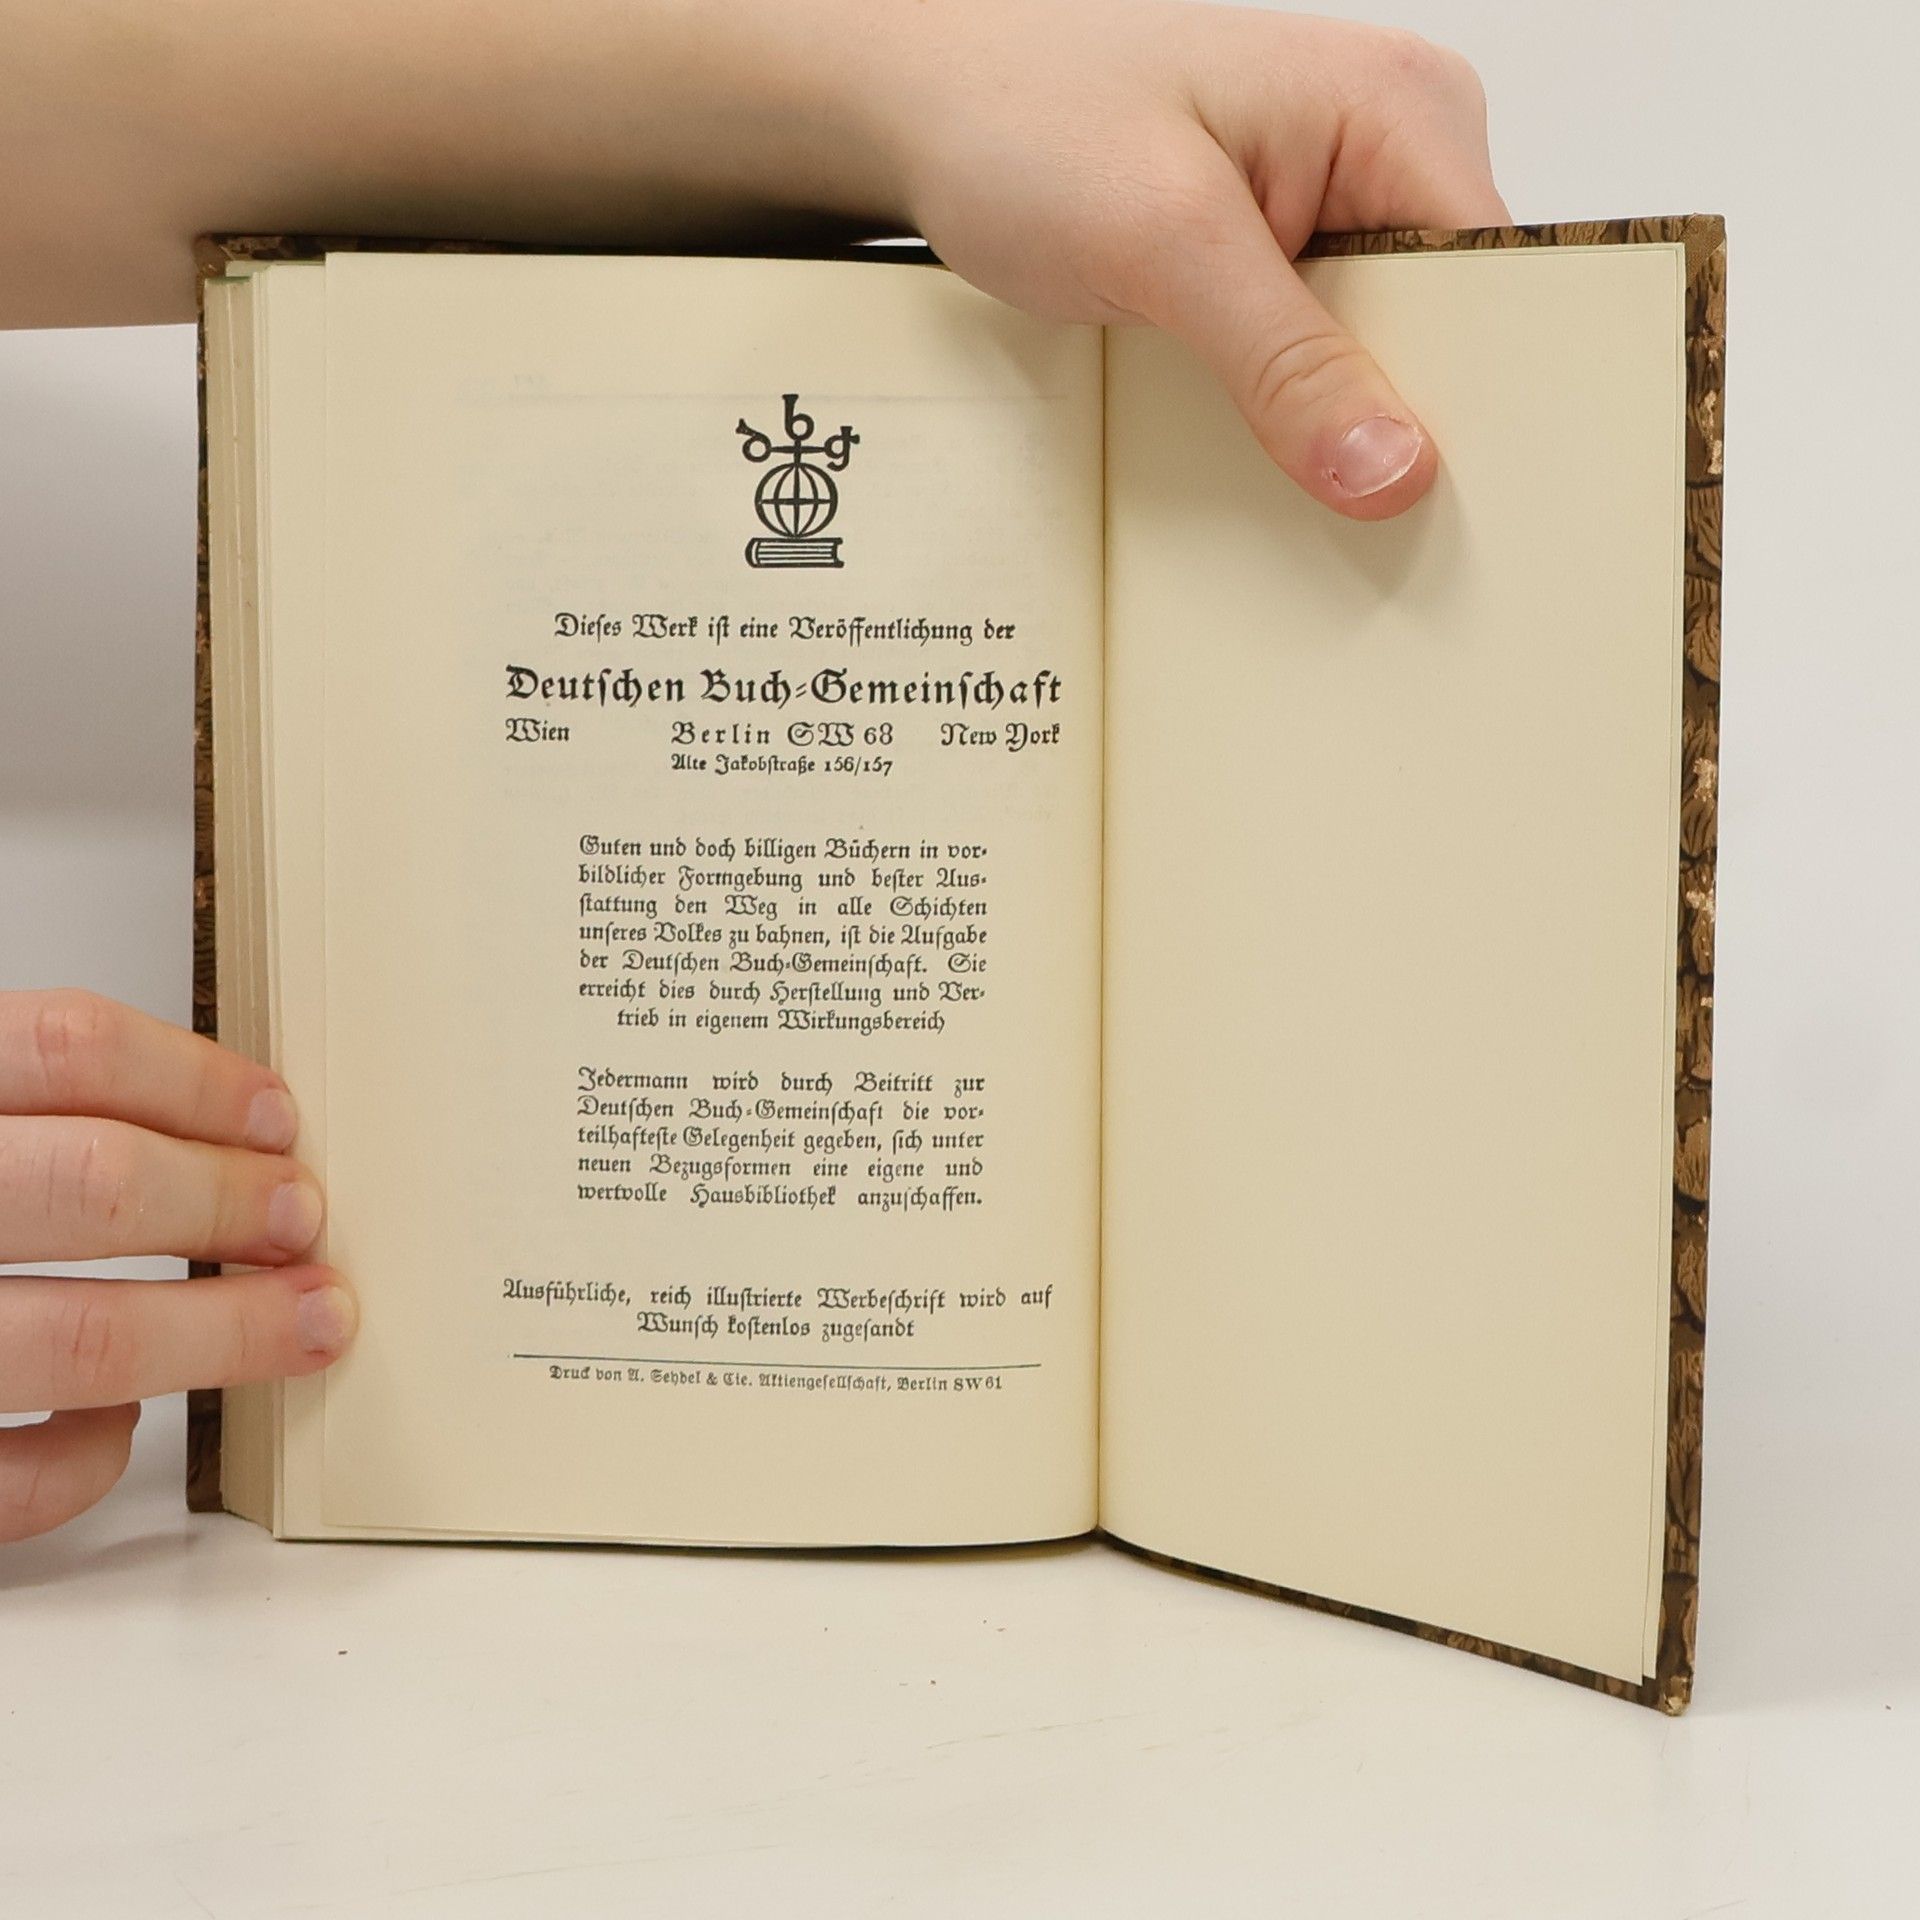 dbg
Dieses Werk ist eine Veröffentlichung der
Deutschen Buch-Gemeinschaft
Wien Berlin SW 68 New York
Alte Jakobstraße 156/157
Guten und doch billigen Büchern in vor-
bildlicher Formgebung und bester Aus-
stattung den Weg in alle Schichten
unseres Volkes zu bahnen, ist die Aufgabe
der Deutschen Buch-Gemeinschaft. Sie
erreicht dies durch Herstellung und Ver-
trieb in eigenem Wirkungsbereich
Jedermann wird durch Beitritt zur
Deutschen Buch-Gemeinschaft die vor-
teilhafteste Gelegenheit gegeben, sich unter
neuen Bezugsformen eine eigene und
wertvolle Hausbibliothek anzuschaffen.
Ausführliche, reich illustrierte Werbeschrift wird auf
Wunsch kostenlos zugesandt
Druck von A. Seydel & Cie. Aktiengesellschaft, Berlin SW 61